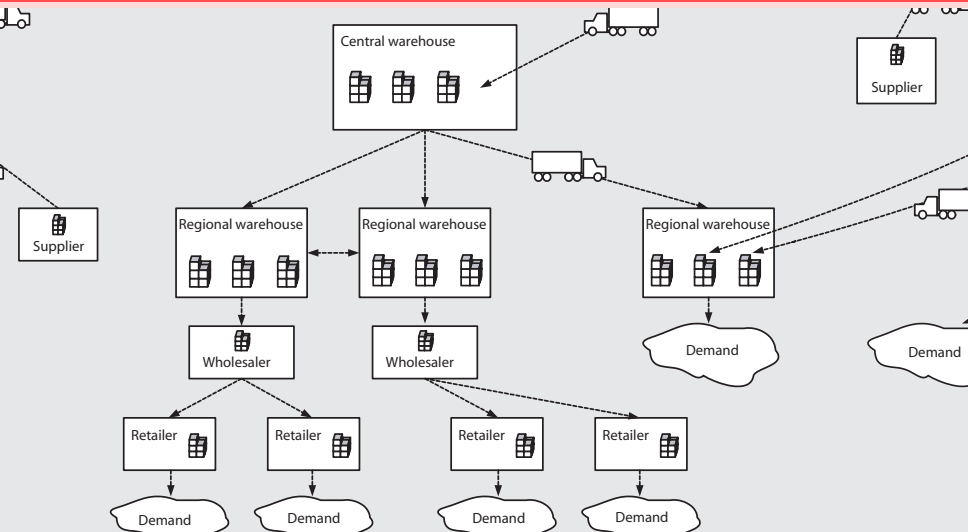 Central warehouse
Supplier
Supplier
Regional warehouse
Regional warehouse
Regional warehouse
Wholesaler
Wholesaler
Demand
Demand
Retailer
Retailer
Retailer
Retailer
Demand
Demand
Demand
Demand